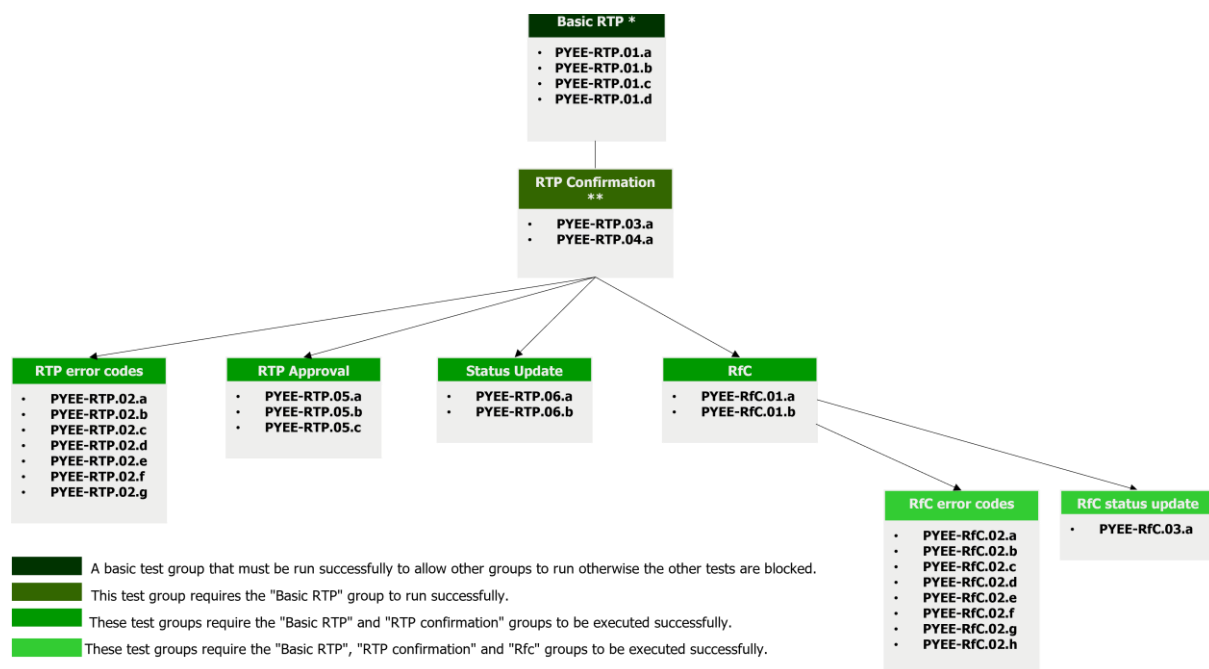 Basic RTP *
• PYEE-RTP.01.a
• PYEE-RTP.01.b
• PYEE-RTP.01.c
• PYEE-RTP.01.d
RTP Confirmation
**
• PYEE-RTP.03.a
• PYEE-RTP.04.a
RTP error codes
• PYEE-RTP.02.a
• PYEE-RTP.02.b
• PYEE-RTP.02.c
• PYEE-RTP.02.d
• PYEE-RTP.02.e
• PYEE-RTP.02.f
• PYEE-RTP.02.g
RTP Approval
• PYEE-RTP.05.a
• PYEE-RTP.05.b
• PYEE-RTP.05.c
Status Update
• PYEE-RTP.06.a
• PYEE-RTP.06.b
RfC
• PYEE-RfC.01.a
• PYEE-RfC.01.b
RfC error codes
• PYEE-RfC.02.a
• PYEE-RfC.02.b
• PYEE-RfC.02.c
• PYEE-RfC.02.d
• PYEE-RfC.02.e
• PYEE-RfC.02.f
• PYEE-RfC.02.g
• PYEE-RfC.02.h
RfC status update
• PYEE-RfC.03.a
A basic test group that must be run successfully to allow other groups to run otherwise the other tests are blocked.
This test group requires the "Basic RTP" group to run successfully.
These test groups require the "Basic RTP" and "RTP confirmation" groups to be executed successfully.
These test groups require the "Basic RTP", "RTP confirmation" and "Rfc" groups to be executed successfully.